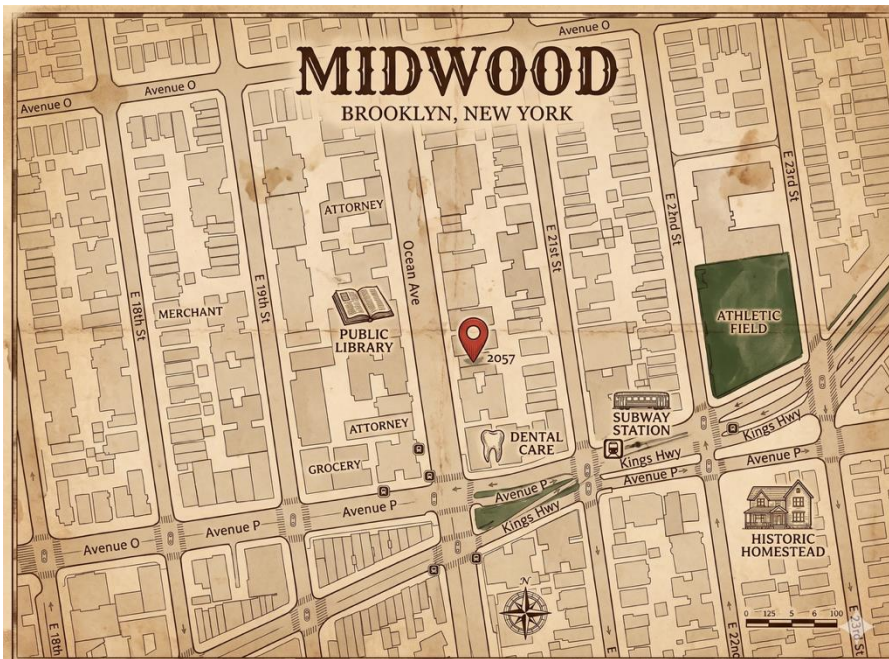 MIDWOOD
BROOKLYN, NEW YORK
Avenue O
Avenue O
Avenue O
E 18th St
E 19th St
Ocean Ave
E 21st St
E 22nd St
E 23rd St
ATTORNEY
MERCHANT
PUBLIC
LIBRARY
2057
ATHLETIC
FIELD
SUBWAY
STATION
ATTORNEY
DENTAL
CARE
GROCERY
Kings Hwy
Kings Hwy
Avenue P
Avenue P
Avenue P
Avenue P
Avenue P
Kings Hwy
Avenue O
HISTORIC
HOMESTEAD
N
0 125 5 6 100
E 18th
E
E 22nd
E 23rd St